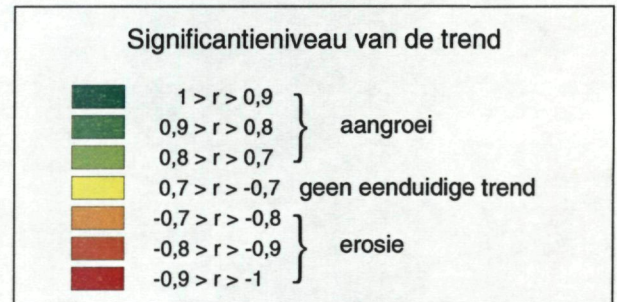 Significantieniveau van de trend
1 > r > 0,9
0,9 > r > 0,8 aangroei
0,8 > r > 0,7
0,7 > r > -0,7 geen eenduidige trend
-0,7 > r > -0,8
-0,8 > r > -0,9 erosie
-0,9 > r > -1